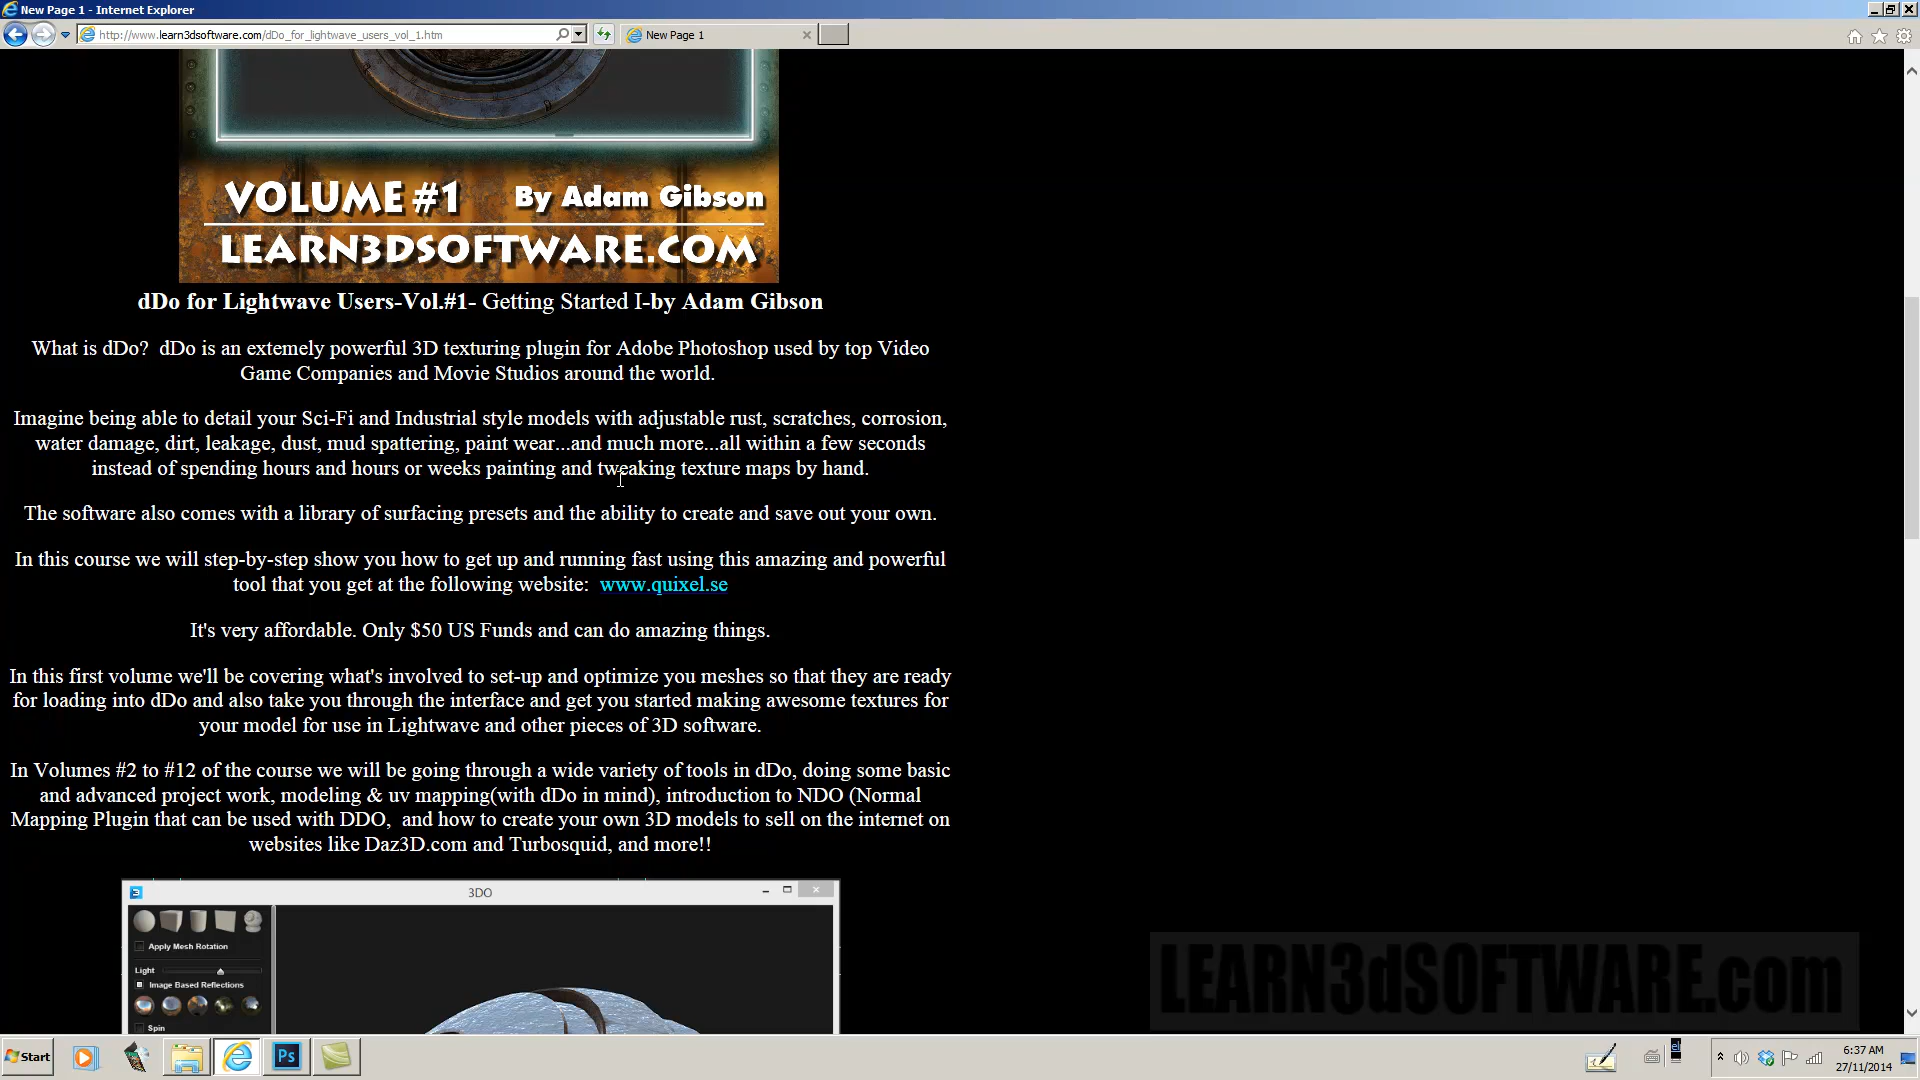 New Page 1 - Internet Explorer
http://www.learn3dsoftware.com/dDo_for_lightwave_users_vol_1.htm
New Page 1
VOLUME #1 By Adam Gibson
LEARN3DSOFTWARE.COM
dDo for Lightwave Users-Vol.#1- Getting Started I-by Adam Gibson
What is dDo?  dDo is an extemely powerful 3D texturing plugin for Adobe Photoshop used by top Video
Game Companies and Movie Studios around the world.
Imagine being able to detail your Sci-Fi and Industrial style models with adjustable rust, scratches, corrosion,
water damage, dirt, leakage, dust, mud spattering, paint wear...and much more...all within a few seconds
instead of spending hours and hours or weeks painting and tweaking texture maps by hand.
The software also comes with a library of surfacing presets and the ability to create and save out your own.
In this course we will step-by-step show you how to get up and running fast using this amazing and powerful
tool that you get at the following website:  www.quixel.se
It's very affordable. Only $50 US Funds and can do amazing things.
In this first volume we'll be covering what's involved to set-up and optimize you meshes so that they are ready
for loading into dDo and also take you through the interface and get you started making awesome textures for
your model for use in Lightwave and other pieces of 3D software.
In Volumes #2 to #12 of the course we will be going through a wide variety of tools in dDo, doing some basic
and advanced project work, modeling & uv mapping(with dDo in mind), introduction to NDO (Normal
Mapping Plugin that can be used with DDO,  and how to create your own 3D models to sell on the internet on
websites like Daz3D.com and Turbosquid, and more!!
3DO
Apply Mesh Rotation
Light
Image Based Reflections
Spin
LEARN3dSOFTWARE.com
Start
Ps
6:37 AM
27/11/2014